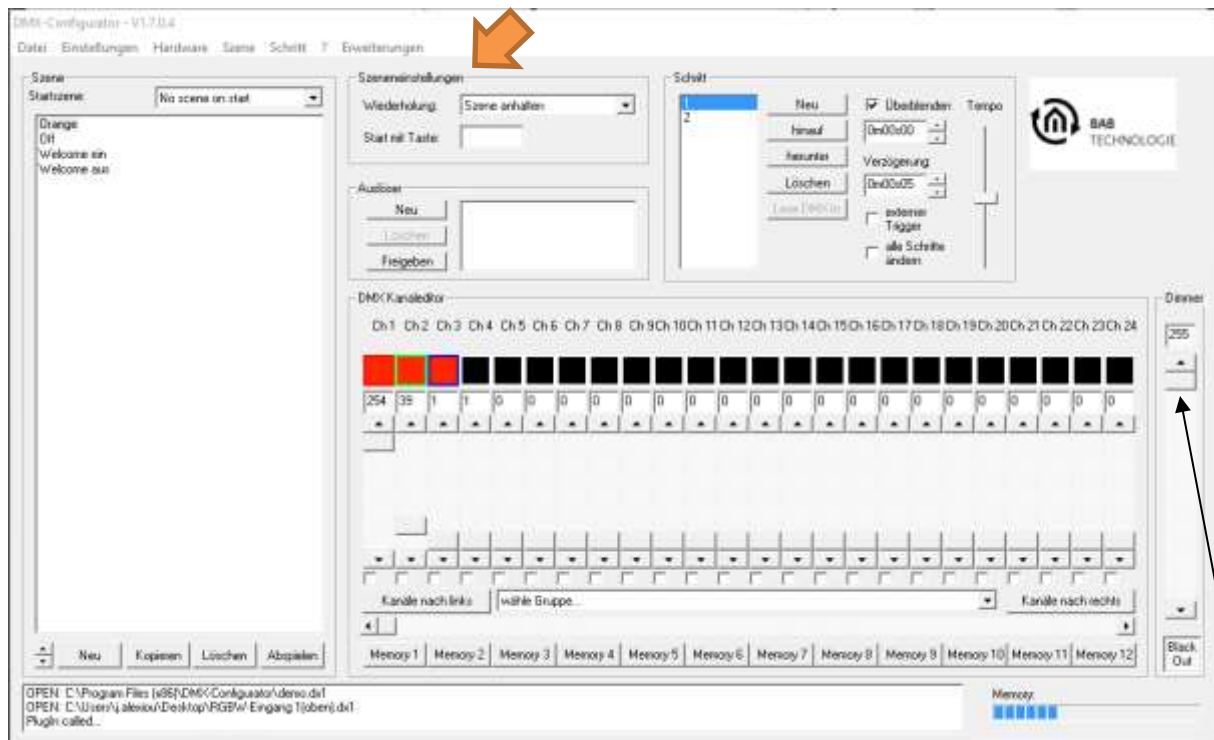 DMX-Configurator - V1.7.0.4
Datei Einstellungen Hardware Szene Schritt ? Erweiterungen
Szene
Startszene: No scene on start
Orange
Off
Welcome ein
Welcome aus
Neu Kopieren Löschen Abspielen
Szeneneinstellungen
Wiederholung: Szene anhalten
Start mit Taste:
Auslöser
Neu
Löschen
Freigeben
Schritt
1
2
Neu
hinauf
herunter
Löschen
Lese DMX In
Überblenden
0m00s00
Verzögerung
0m00s05
externer
Trigger
alle Schritte
ändern
Tempo
BAB
TECHNOLOGIE
DMX Kanaleditor
Ch 1 Ch 2 Ch 3 Ch 4 Ch 5 Ch 6 Ch 7 Ch 8 Ch 9 Ch 10 Ch 11 Ch 12 Ch 13 Ch 14 Ch 15 Ch 16 Ch 17 Ch 18 Ch 19 Ch 20 Ch 21 Ch 22 Ch 23 Ch 24
254 39 1 1 0 0 0 0 0 0 0 0 0 0 0 0 0 0 0 0 0 0 0 0
Kanäle nach links wähle Gruppe... Kanäle nach rechts
Memory 1 Memory 2 Memory 3 Memory 4 Memory 5 Memory 6 Memory 7 Memory 8 Memory 9 Memory 10 Memory 11 Memory 12
Dimmer
255
Black
Out
OPEN: C:\Program Files (x86)\DMX-Configurator\demo.dx1
OPEN: C:\Users\j.alexiou\Desktop\RGBW-Eingang 1(oben).dx1
PlugIn called...
Memory: